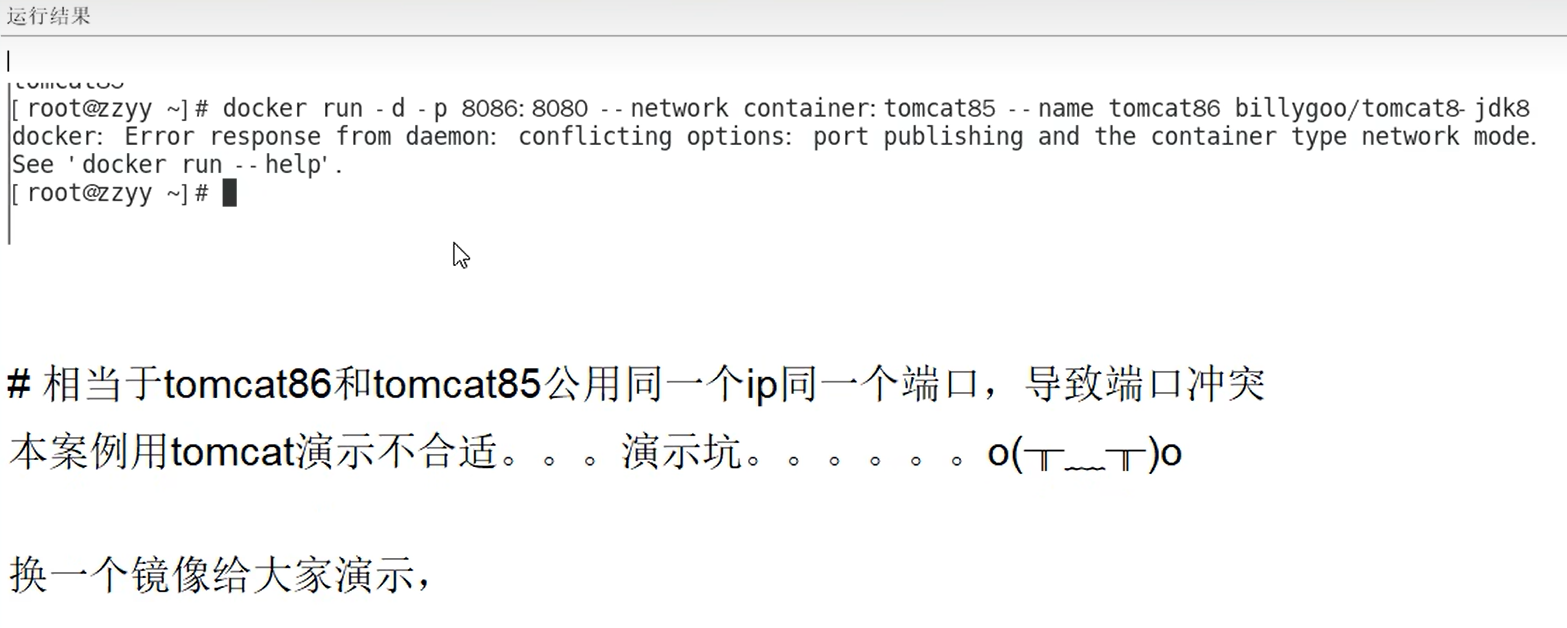 运行结果
tomcat85
[root@zzyy ~]# docker run -d -p 8086:8080 --network container:tomcat85 --name tomcat86 billygoo/tomcat8-jdk8
docker: Error response from daemon: conflicting options: port publishing and the container type network mode.
See 'docker run --help'.
[root@zzyy ~]#
# 相当于tomcat86和tomcat85公用同一个ip同一个端口，导致端口冲突
本案例用tomcat演示不合适。。。演示坑。。。。。。o(╥﹏╥)o
换一个镜像给大家演示，